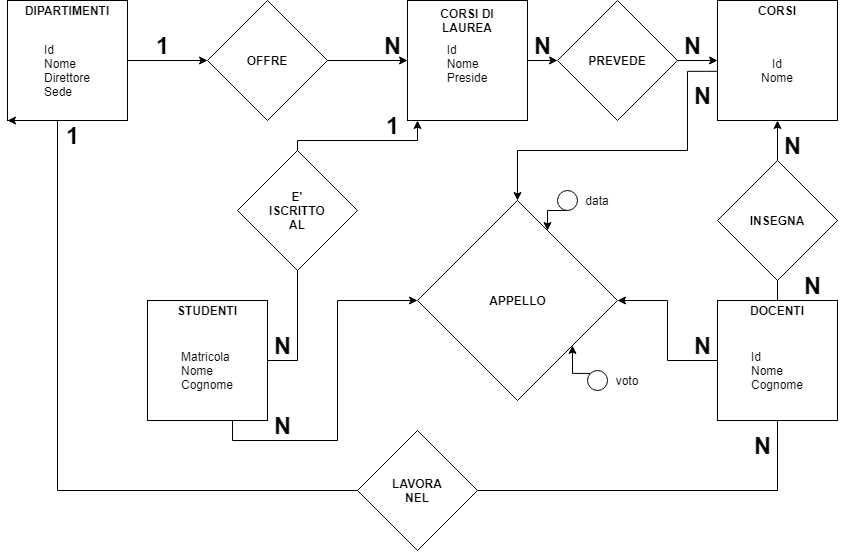 DIPARTIMENTI
Id
Nome
Direttore
Sede
1
OFFRE
N
CORSI DI
LAUREA
Id
Nome
Preside
N
PREVEDE
N
CORSI
Id
Nome
1
1
N
N
E'
ISCRITTO
AL
data
INSEGNA
APPELLO
N
STUDENTI
Matricola
Nome
Cognome
N
N
DOCENTI
Id
Nome
Cognome
voto
N
N
LAVORA
NEL